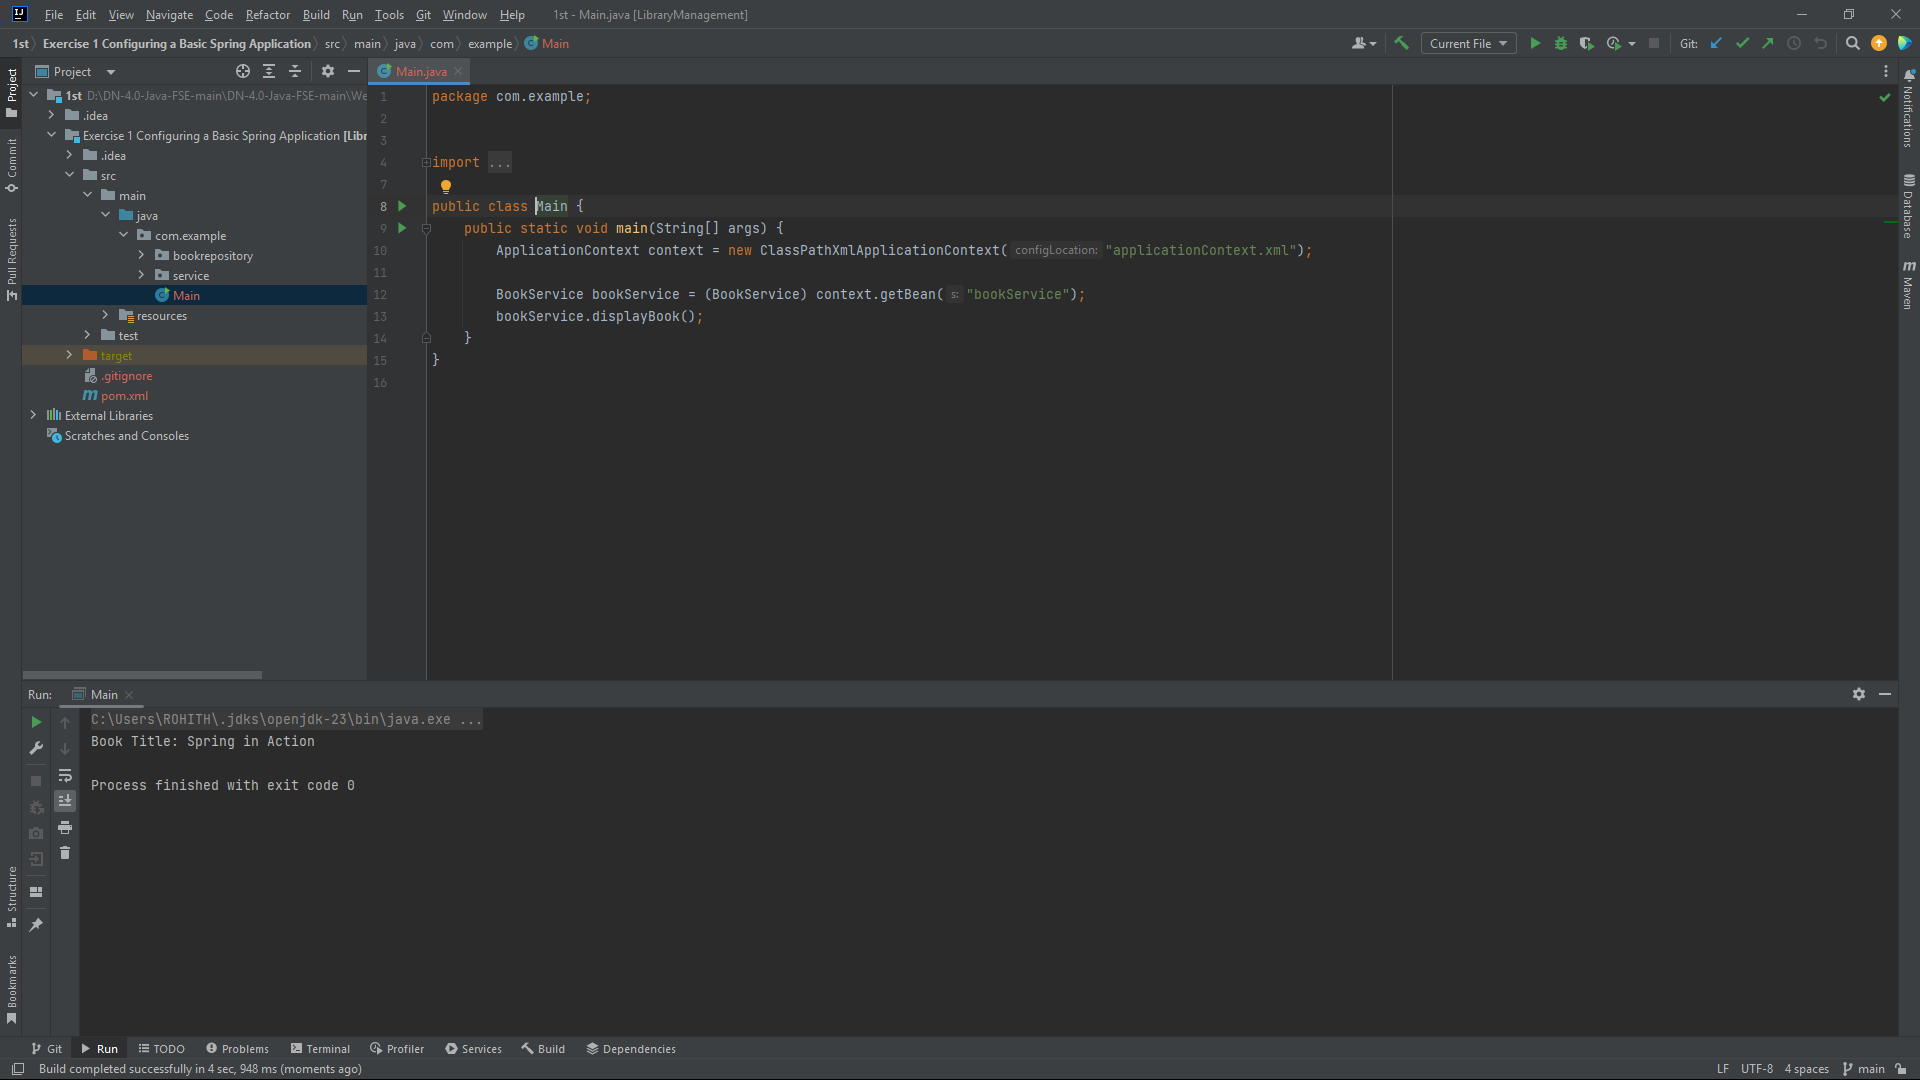 File Edit View Navigate Code Refactor Build Run Tools Git Window Help 1st - Main.java [LibraryManagement]
1st Exercise 1 Configuring a Basic Spring Application src main java com example Main
Current File Git:
Project
Main.java
1st D:\DN-4.0-Java-FSE-main\DN-4.0-Java-FSE-main\We
.idea
Exercise 1 Configuring a Basic Spring Application [Libr
.idea
src
main
java
com.example
bookrepository
service
Main
resources
test
target
.gitignore
pom.xml
External Libraries
Scratches and Consoles
1 package com.example;
2
3
4 import ...
7
8 public class Main {
9 public static void main(String[] args) {
10 ApplicationContext context = new ClassPathXmlApplicationContext( configLocation: "applicationContext.xml");
11
12 BookService bookService = (BookService) context.getBean( s: "bookService");
13 bookService.displayBook();
14 }
15 }
16
Project
Commit
Pull Requests
Structure
Bookmarks
Notifications
Database
Maven
Run: Main
C:\Users\ROHITH\.jdks\openjdk-23\bin\java.exe ...
Book Title: Spring in Action
Process finished with exit code 0
Git Run TODO Problems Terminal Profiler Services Build Dependencies
Build completed successfully in 4 sec, 948 ms (moments ago) LF UTF-8 4 spaces main